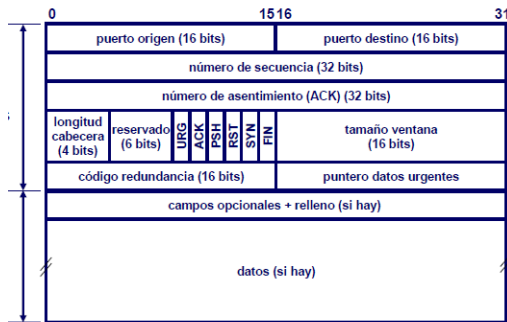 0 15 16 31
puerto origen (16 bits) puerto destino (16 bits)
número de secuencia (32 bits)
número de asentimiento (ACK) (32 bits)
longitud cabecera (4 bits) reservado (6 bits) URG ACK PSH RST SYN FIN tamaño ventana (16 bits)
código redundancia (16 bits) puntero datos urgentes
campos opcionales + relleno (si hay)
datos (si hay)